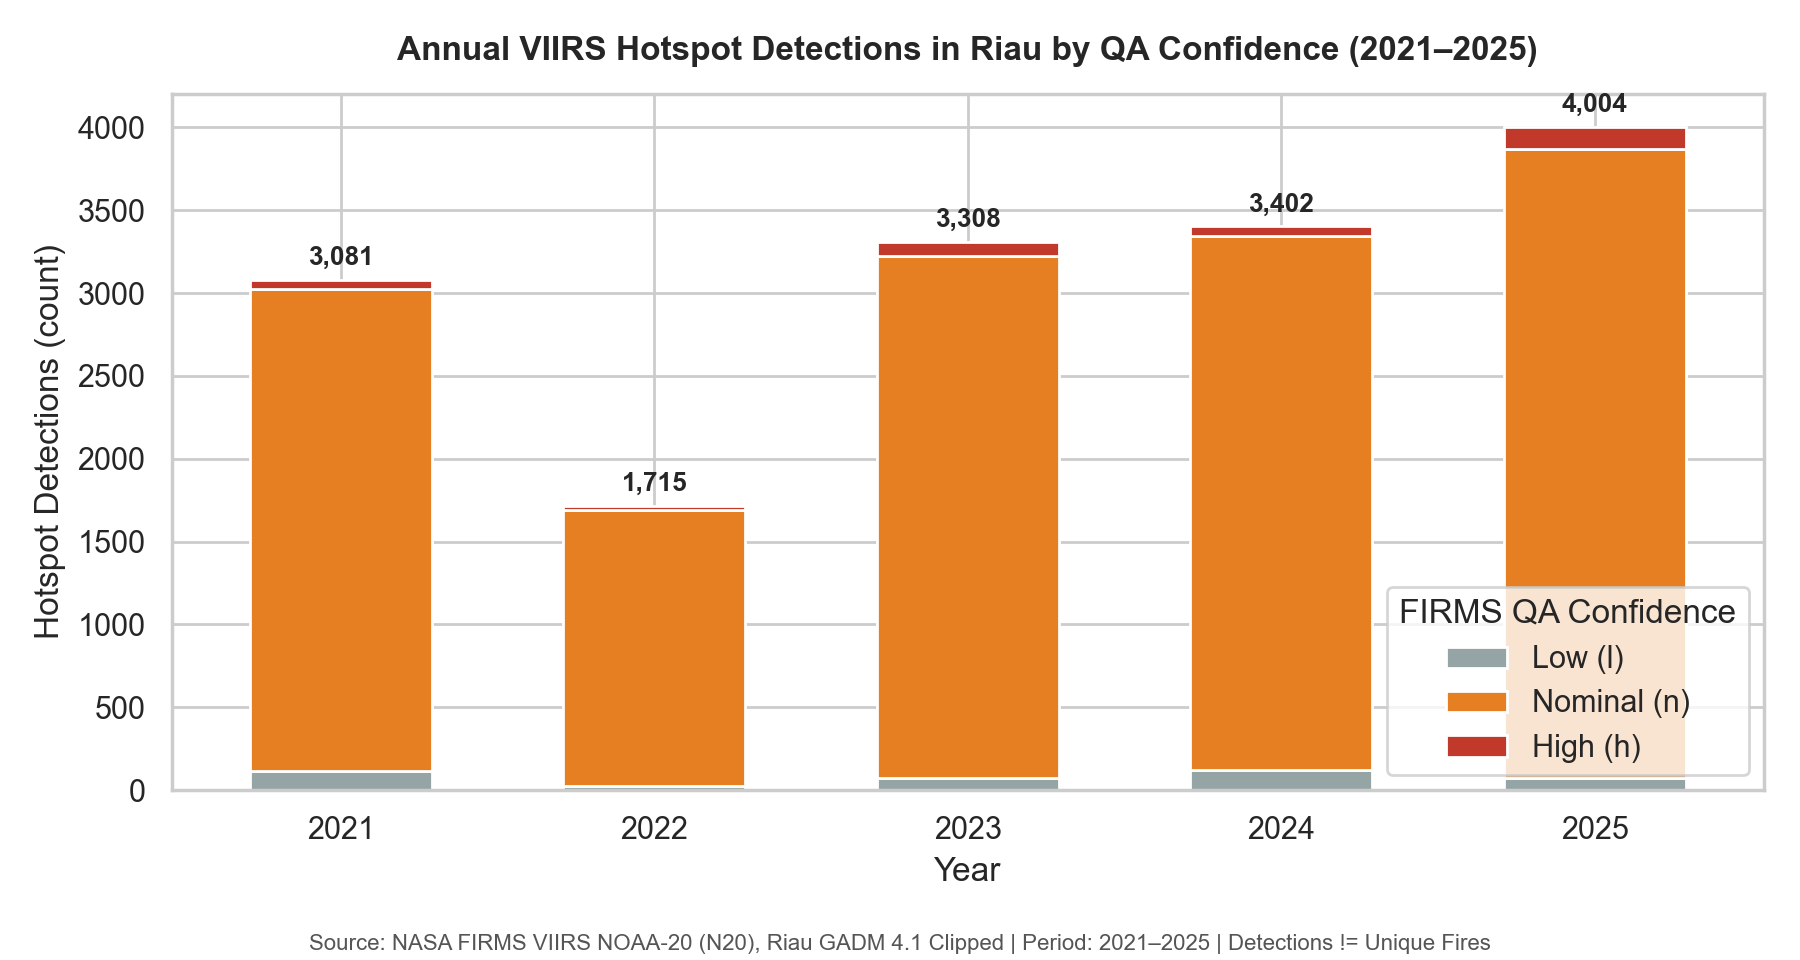 Annual VIIRS Hotspot Detections in Riau by QA Confidence (2021–2025)
Hotspot Detections (count)
4000
3500
3000
2500
2000
1500
1000
500
0
3,081
1,715
3,308
3,402
4,004
FIRMS QA Confidence
Low (l)
Nominal (n)
High (h)
2021
2022
2023
2024
2025
Year
Source: NASA FIRMS VIIRS NOAA-20 (N20), Riau GADM 4.1 Clipped | Period: 2021–2025 | Detections != Unique Fires